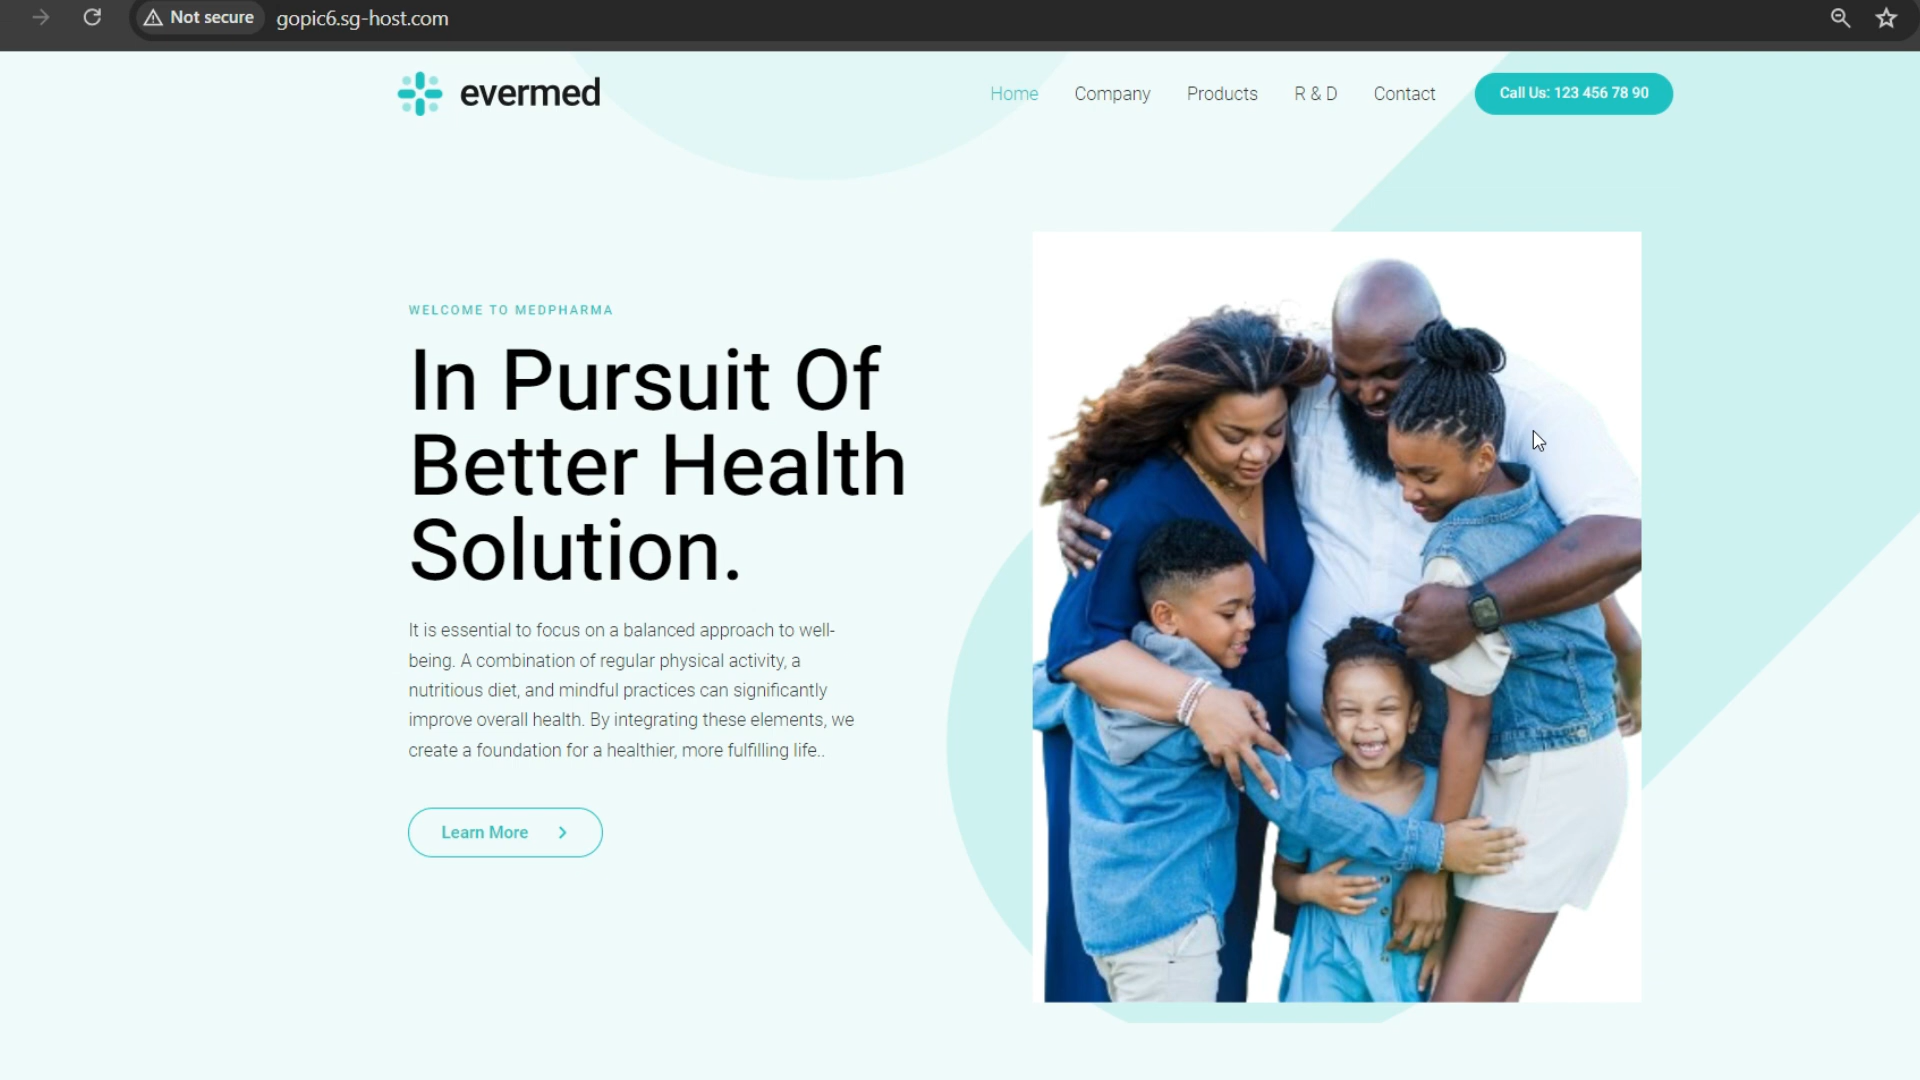 Not secure
gopic6.sg-host.com
evermed
Home
Company
Products
R & D
Contact
Call Us: 123 456 78 90
WELCOME TO MEDPHARMA
In Pursuit Of
Better Health
Solution.
It is essential to focus on a balanced approach to well-
being. A combination of regular physical activity, a
nutritious diet, and mindful practices can significantly
improve overall health. By integrating these elements, we
create a foundation for a healthier, more fulfilling life..
Learn More